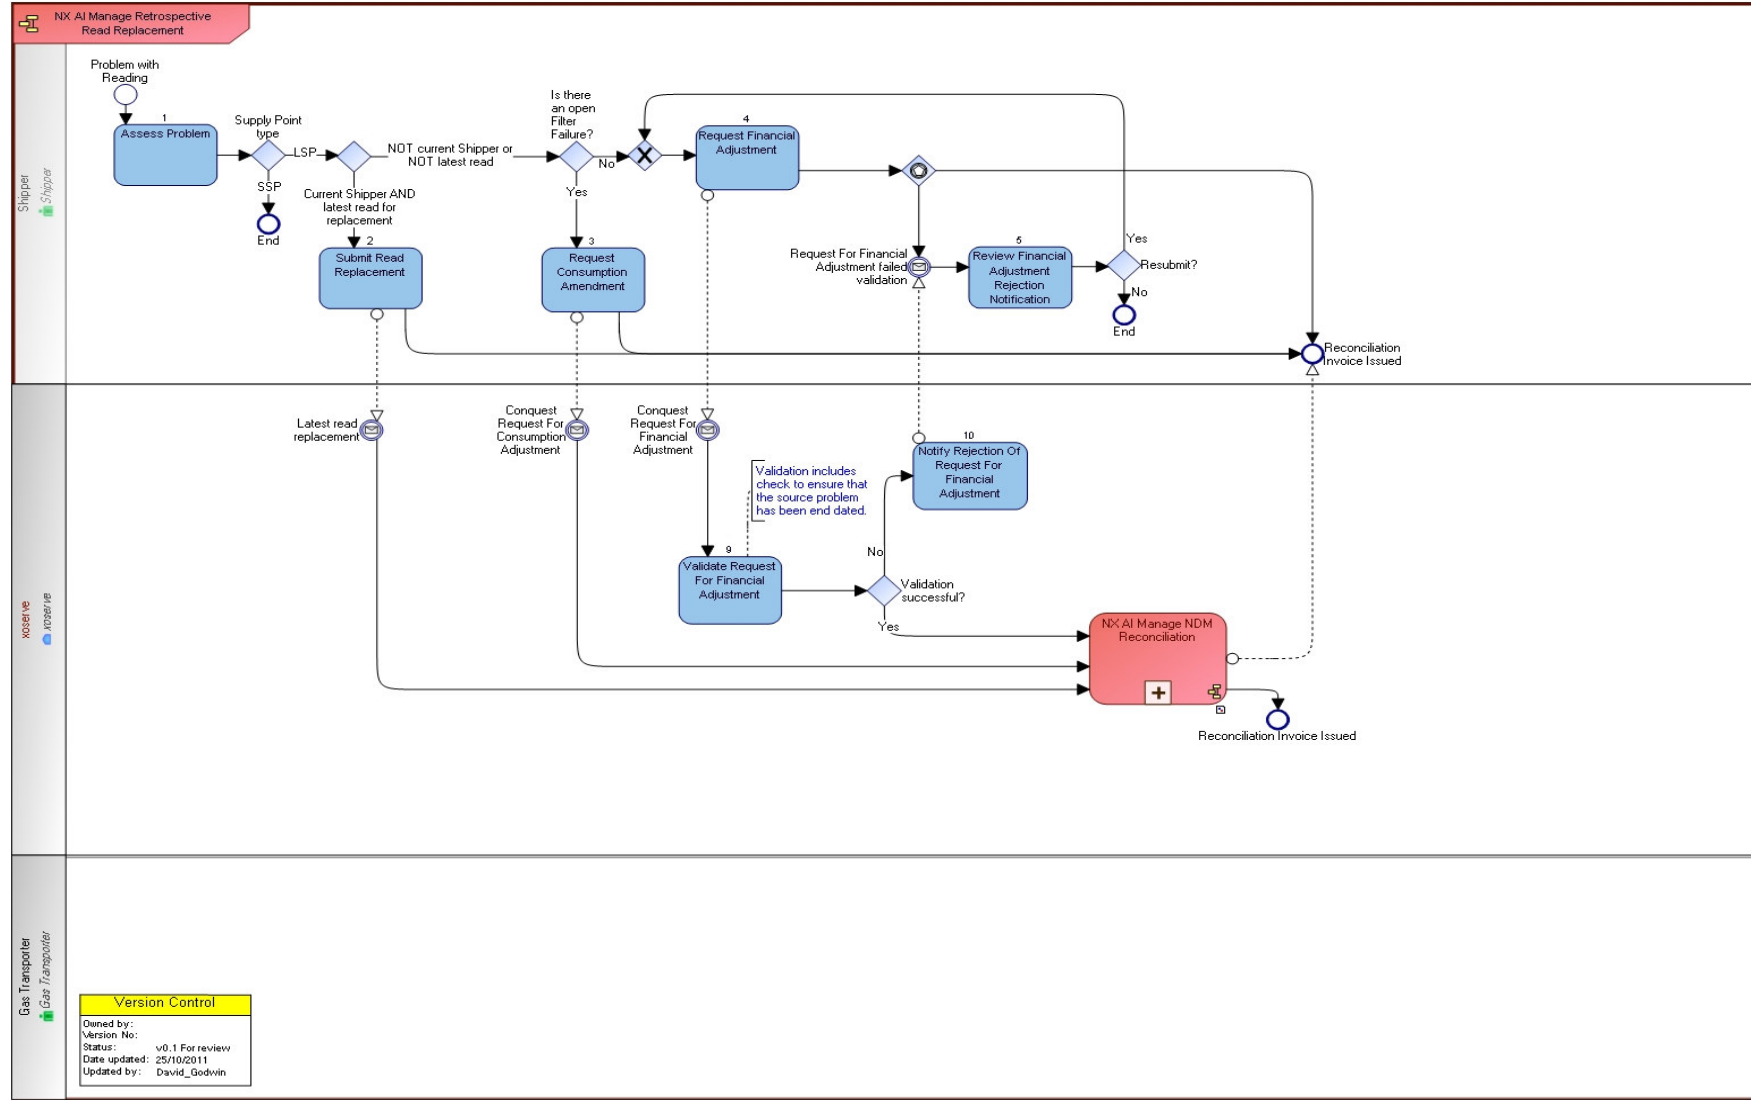 NX AI Manage Retrospective
Read Replacement
Shipper
Shipper
Problem with
Reading
1
Assess Problem
Supply Point
type
LSP
SSP
End
NOT current Shipper or
NOT latest read
Current Shipper AND
latest read for
replacement
2
Submit Read
Replacement
Is there
an open
Filter
Failure?
No
Yes
3
Request
Consumption
Amendment
4
Request Financial
Adjustment
Request For Financial
Adjustment failed
validation
5
Review Financial
Adjustment
Rejection
Notification
Yes
Resubmit?
No
End
Reconciliation
Invoice Issued
xoserve
xoserve
Latest read
replacement
Conquest
Request For
Consumption
Adjustment
Conquest
Request For
Financial
Adjustment
Validation includes
check to ensure that
the source problem
has been end dated.
9
Validate Request
For Financial
Adjustment
10
Notify Rejection Of
Request For
Financial
Adjustment
No
Validation
successful?
Yes
NX AI Manage NDM
Reconciliation
Reconciliation Invoice Issued
Gas Transporter
Gas Transporter
Version Control
Owned by:
Version No:
Status: v0.1 For review
Date updated: 25/10/2011
Updated by: David_Godwin